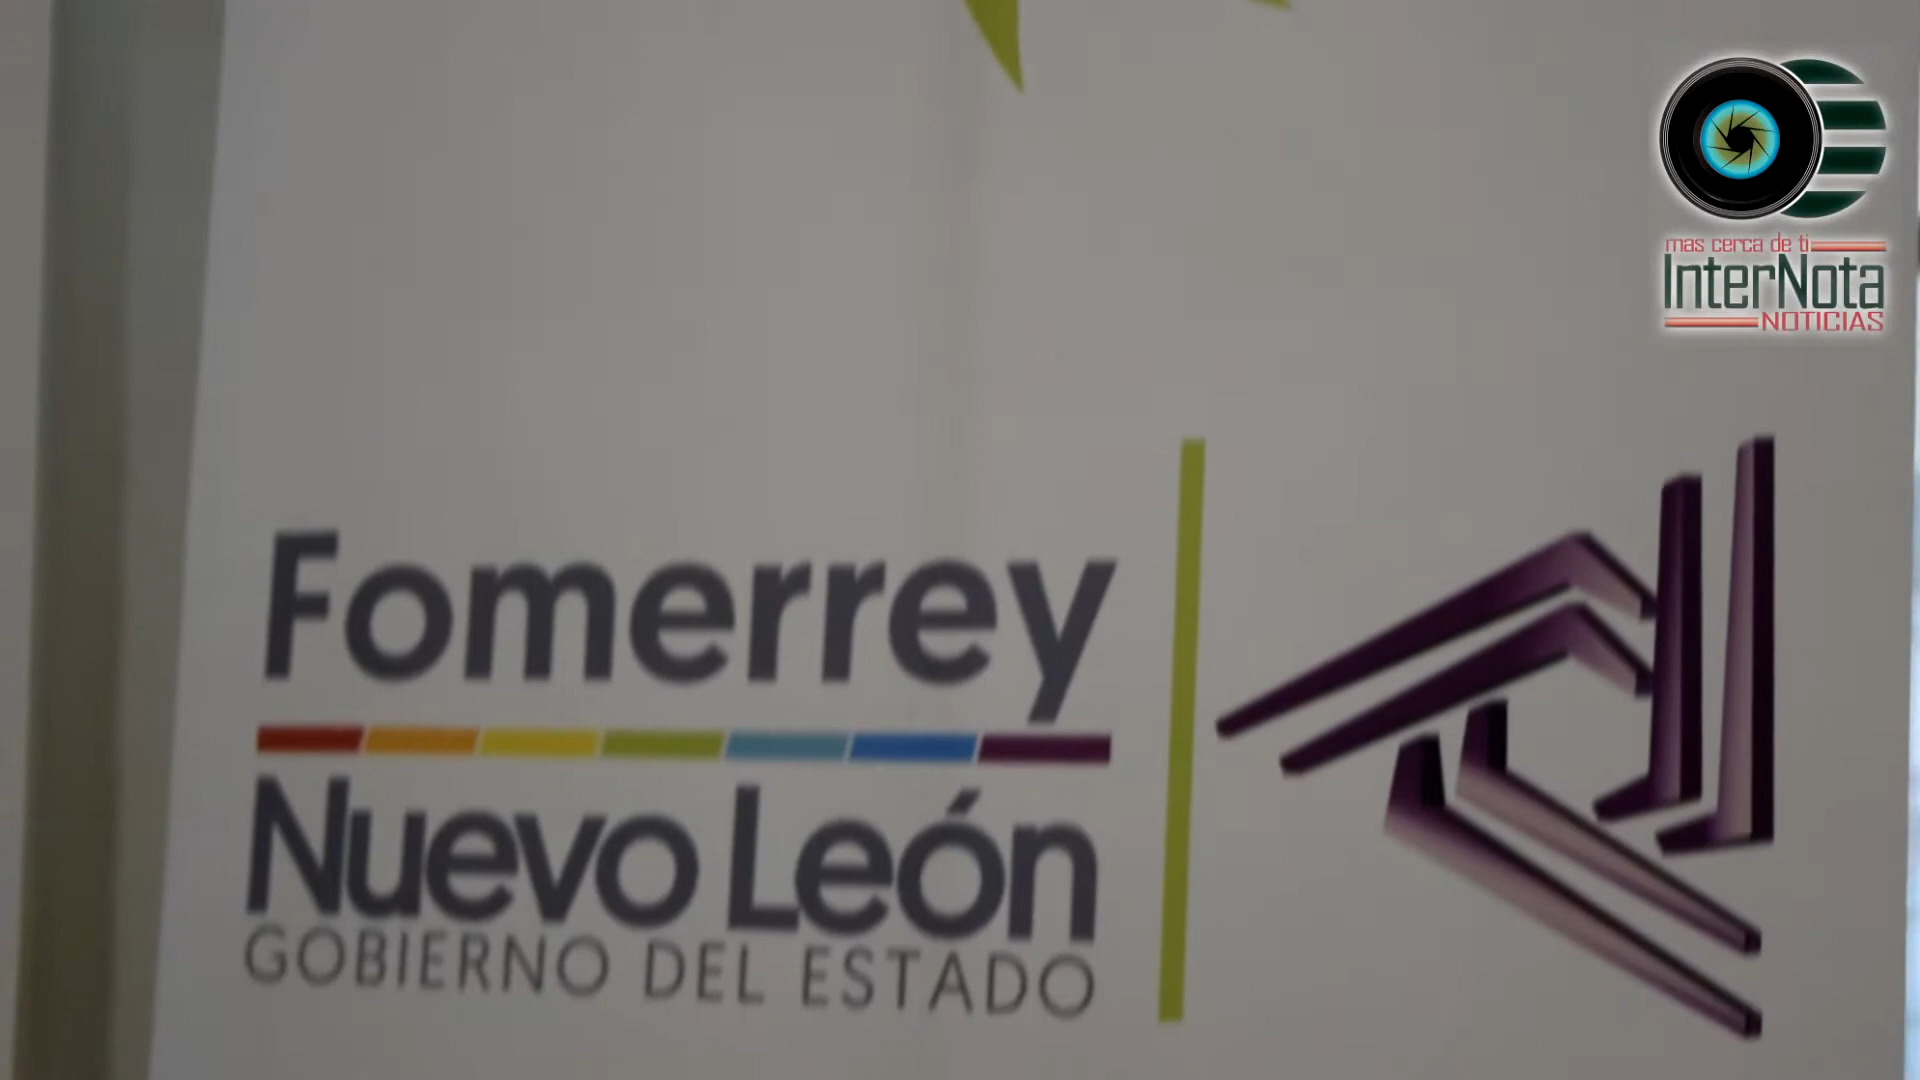 mas cerca de ti
InterNota
NOTICIAS
Fomerrey
Nuevo León
GOBIERNO DEL ESTADO